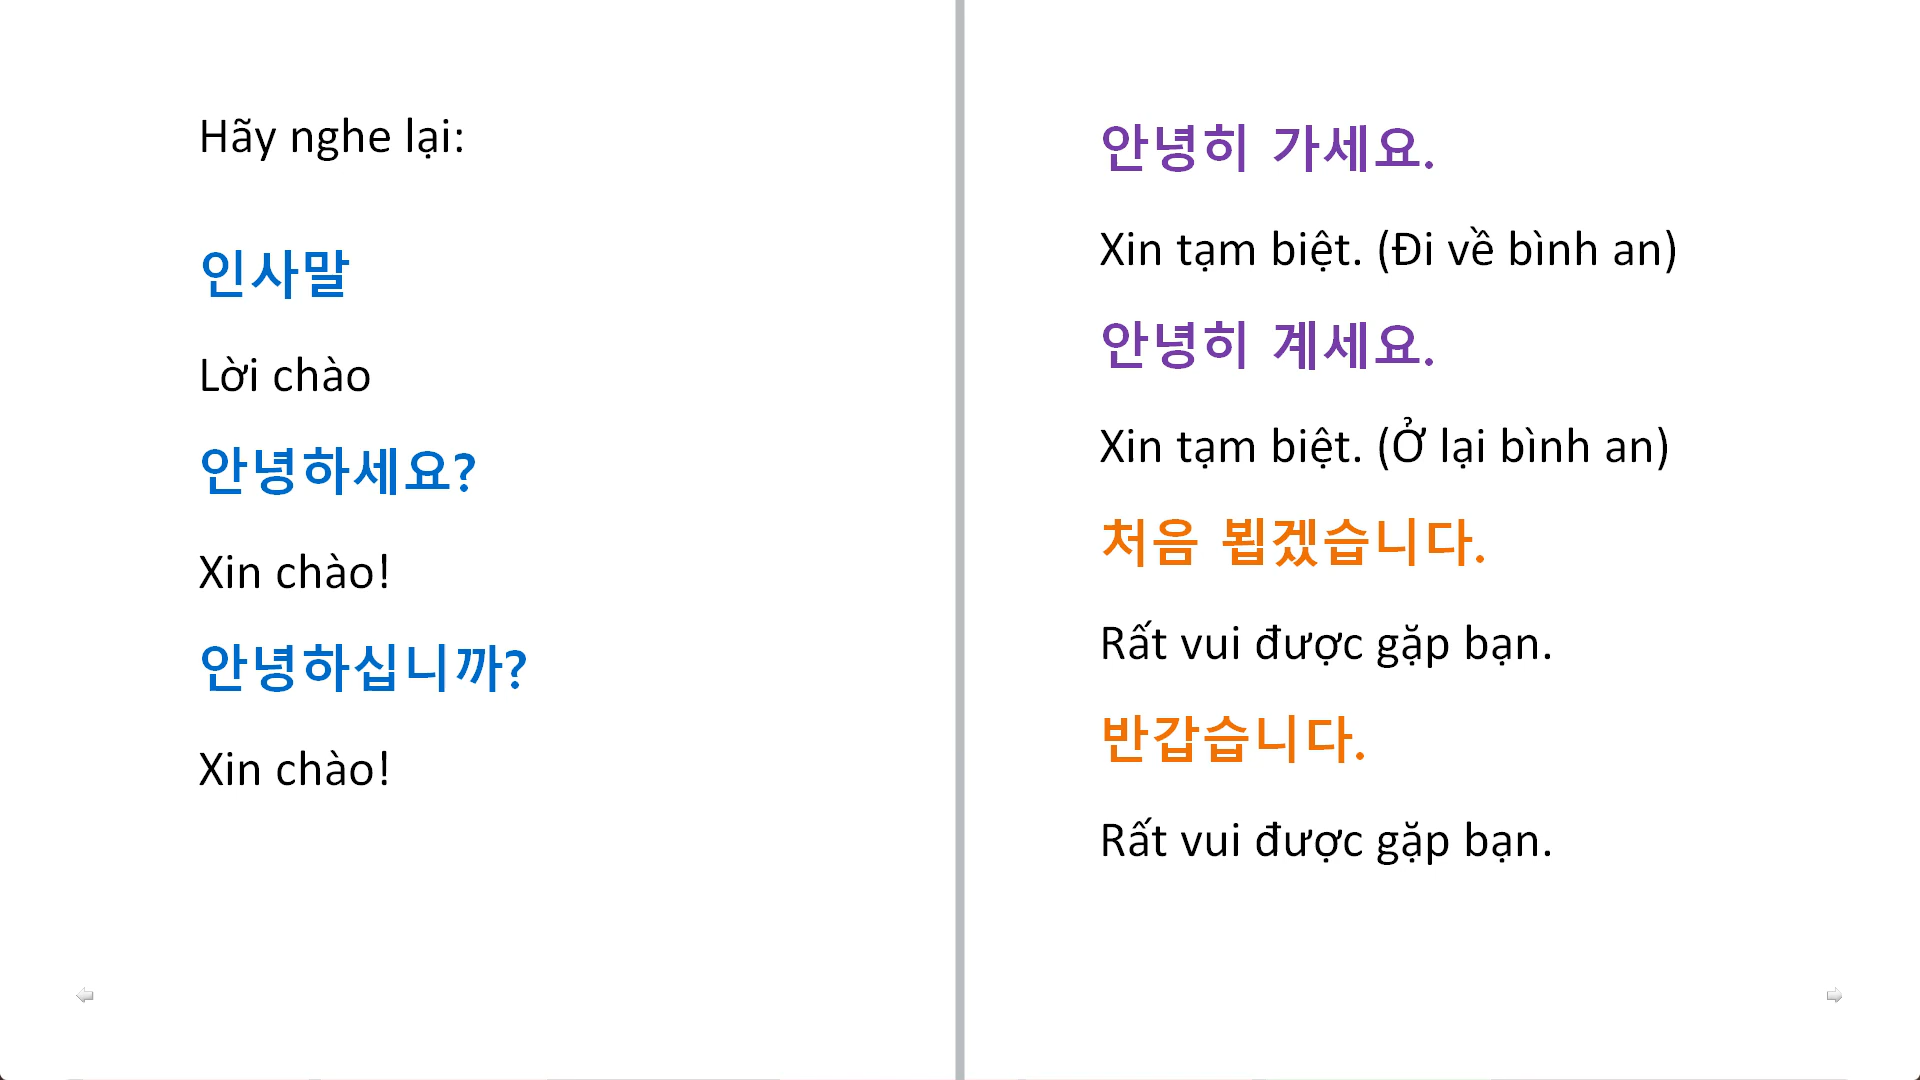 Hãy nghe lại:
인사말
Lời chào
안녕하세요?
Xin chào!
안녕하십니까?
Xin chào!
안녕히 가세요.
Xin tạm biệt. (Đi về bình an)
안녕히 계세요.
Xin tạm biệt. (Ở lại bình an)
처음 뵙겠습니다.
Rất vui được gặp bạn.
반갑습니다.
Rất vui được gặp bạn.